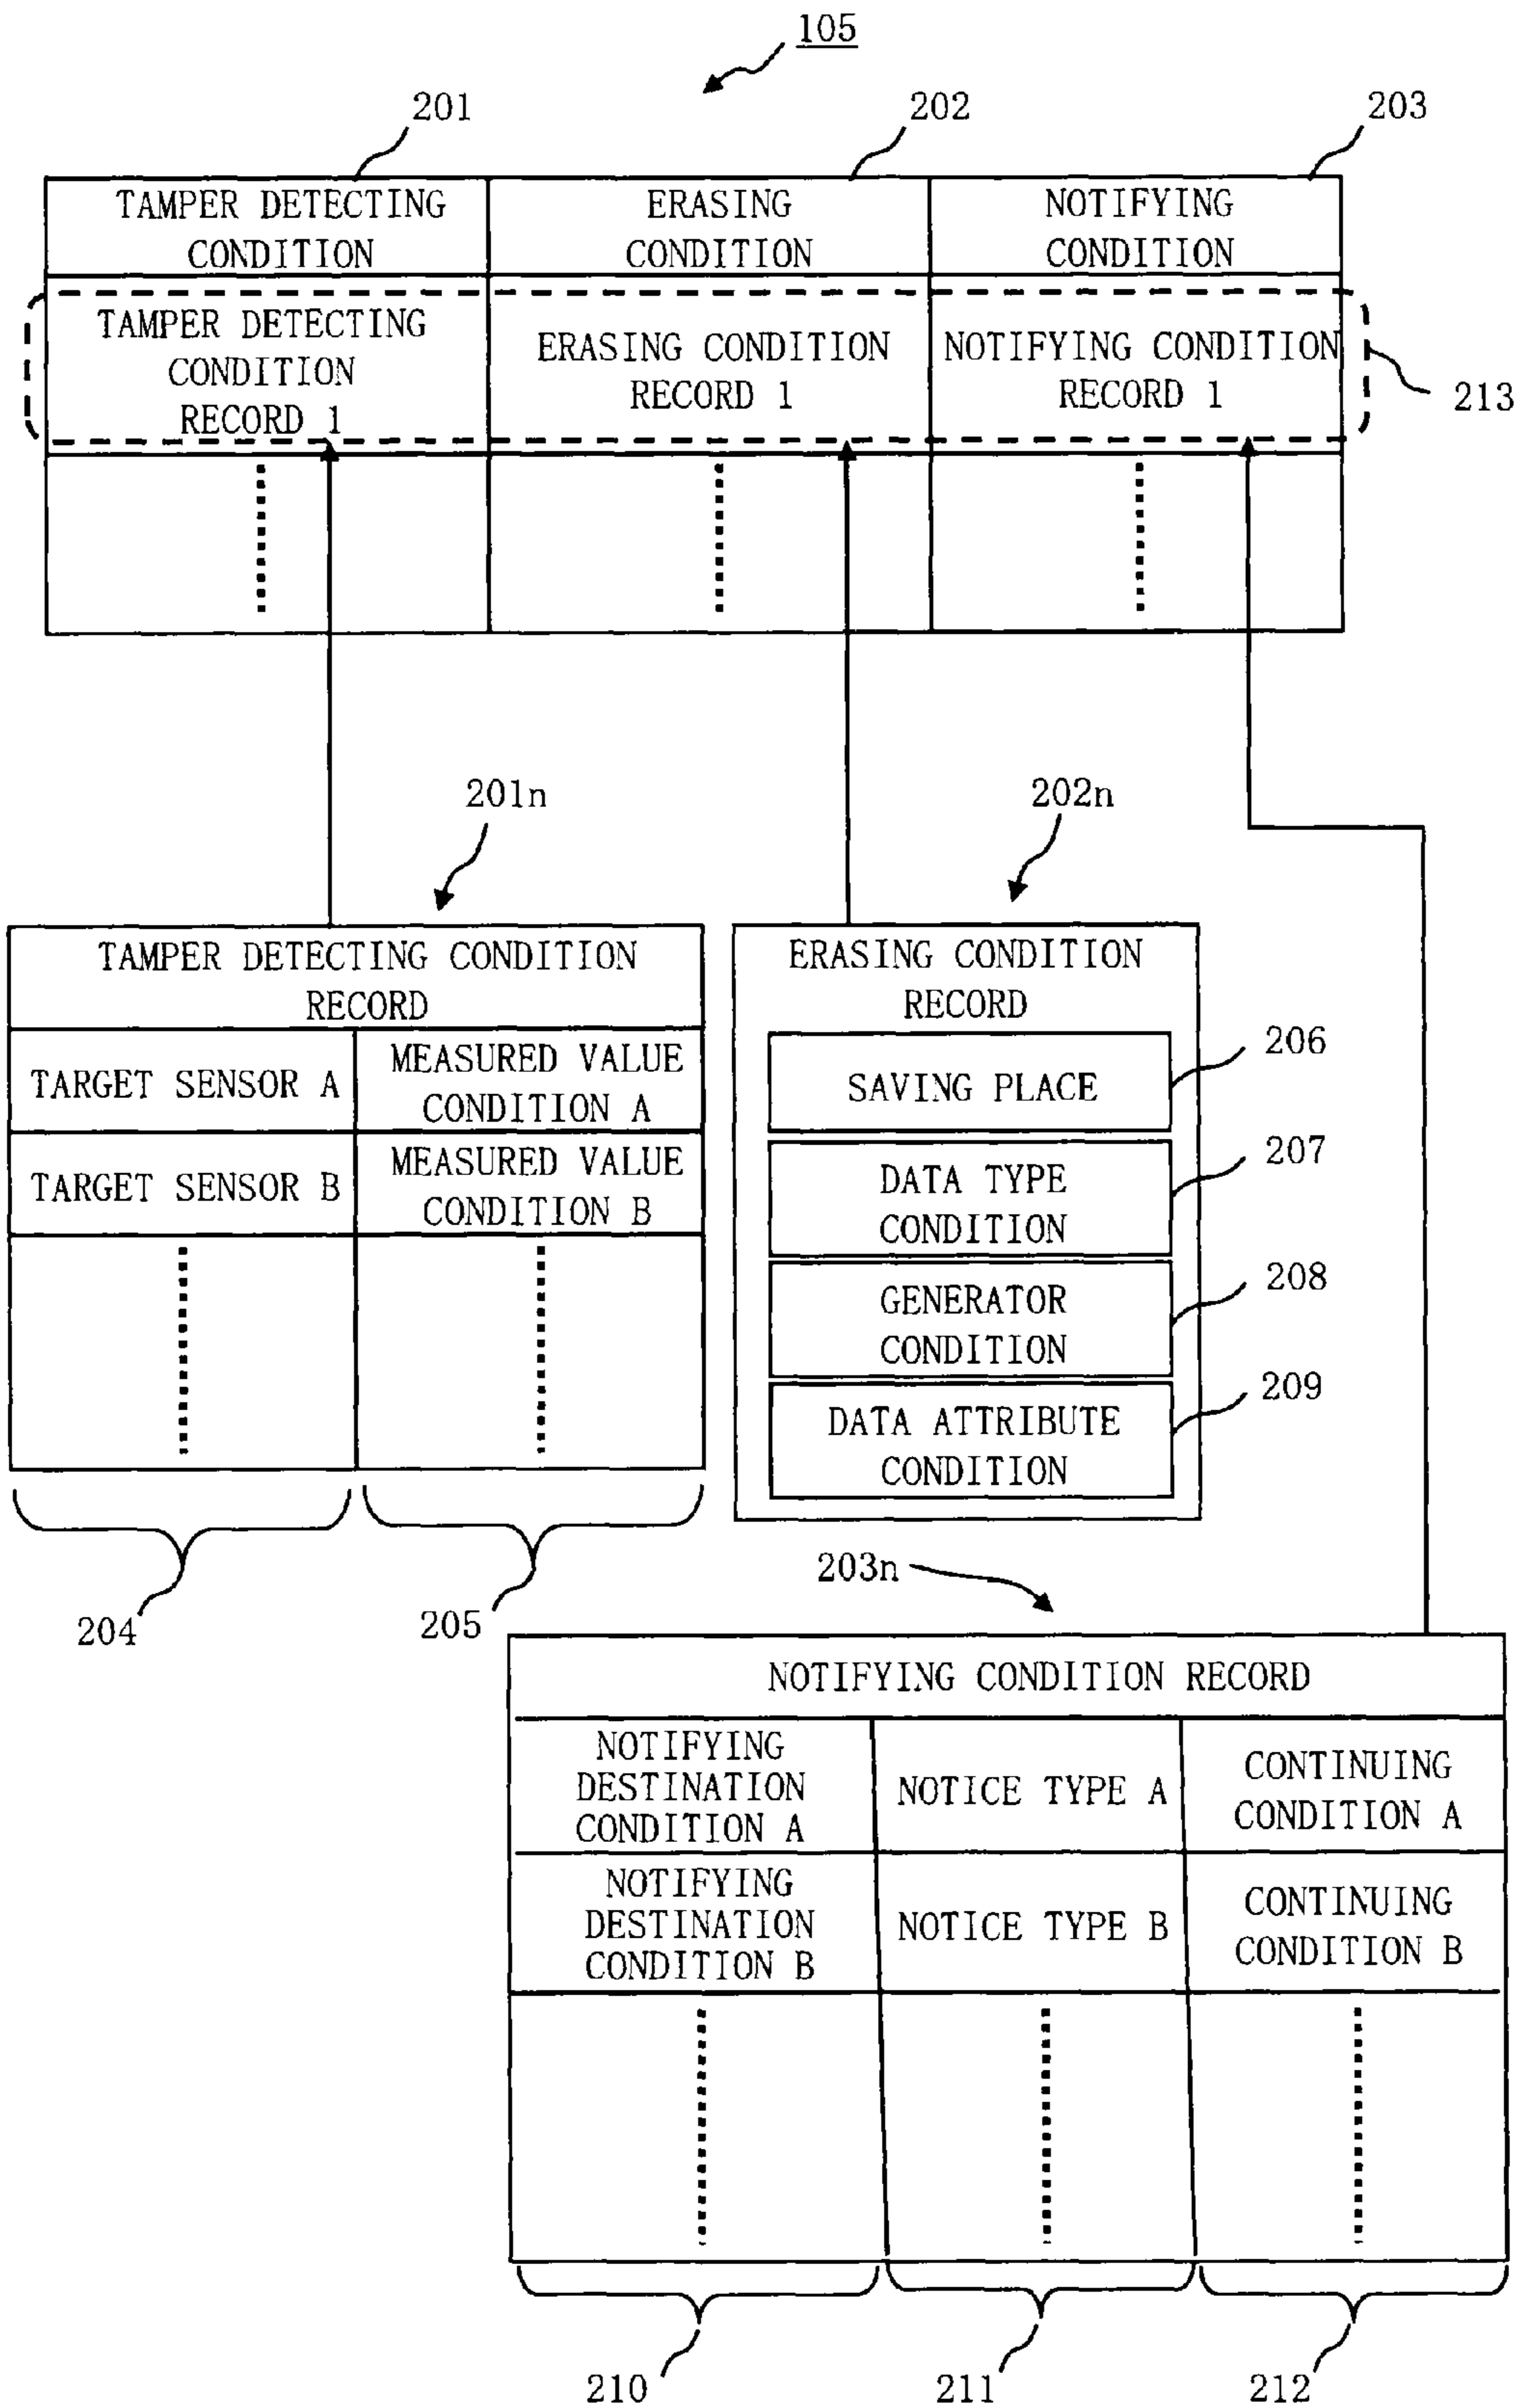 105
201
202
203
TAMPER DETECTING
CONDITION
ERASING
CONDITION
NOTIFYING
CONDITION
TAMPER DETECTING
CONDITION
RECORD 1
ERASING CONDITION
RECORD 1
NOTIFYING CONDITION
RECORD 1
213
201n
202n
TAMPER DETECTING CONDITION
RECORD
TARGET SENSOR A
MEASURED VALUE
CONDITION A
TARGET SENSOR B
MEASURED VALUE
CONDITION B
204
205
ERASING CONDITION
RECORD
SAVING PLACE
206
DATA TYPE
CONDITION
207
GENERATOR
CONDITION
208
DATA ATTRIBUTE
CONDITION
209
203n
NOTIFYING CONDITION RECORD
NOTIFYING
DESTINATION
CONDITION A
NOTICE TYPE A
CONTINUING
CONDITION A
NOTIFYING
DESTINATION
CONDITION B
NOTICE TYPE B
CONTINUING
CONDITION B
210
211
212